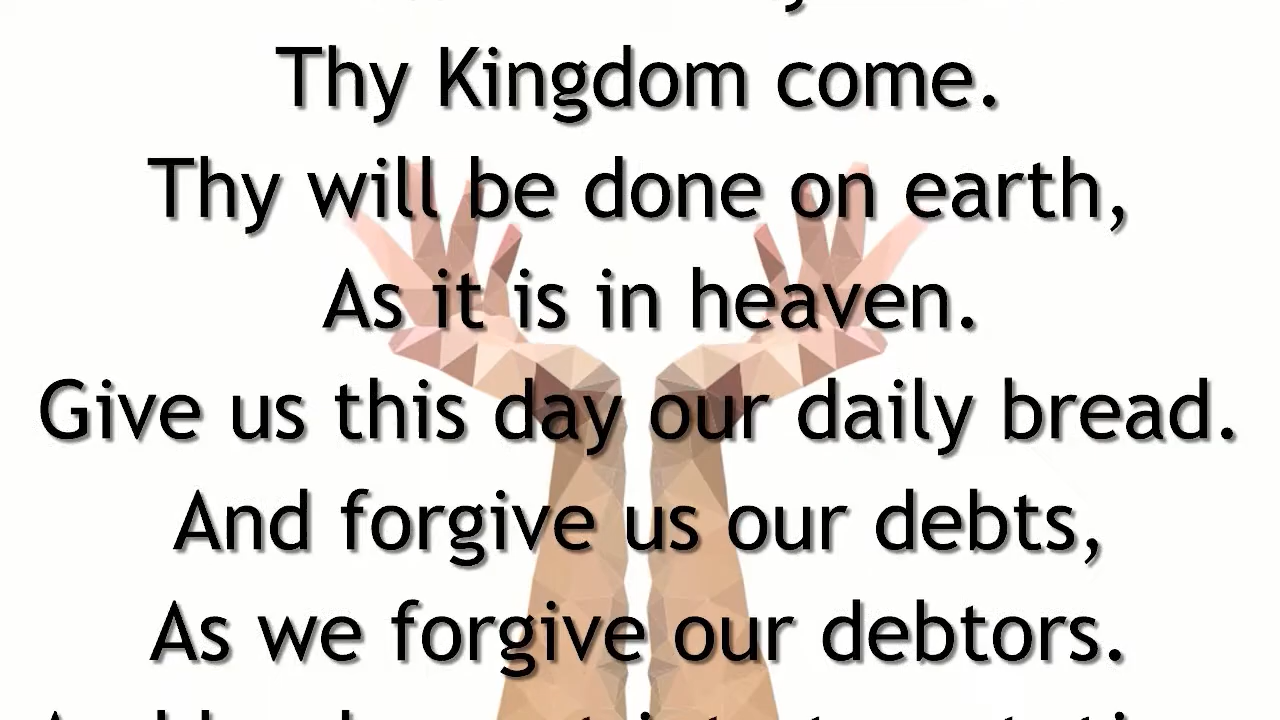 Thy Kingdom come.
Thy will be done on earth,
As it is in heaven.
Give us this day our daily bread.
And forgive us our debts,
As we forgive our debtors.